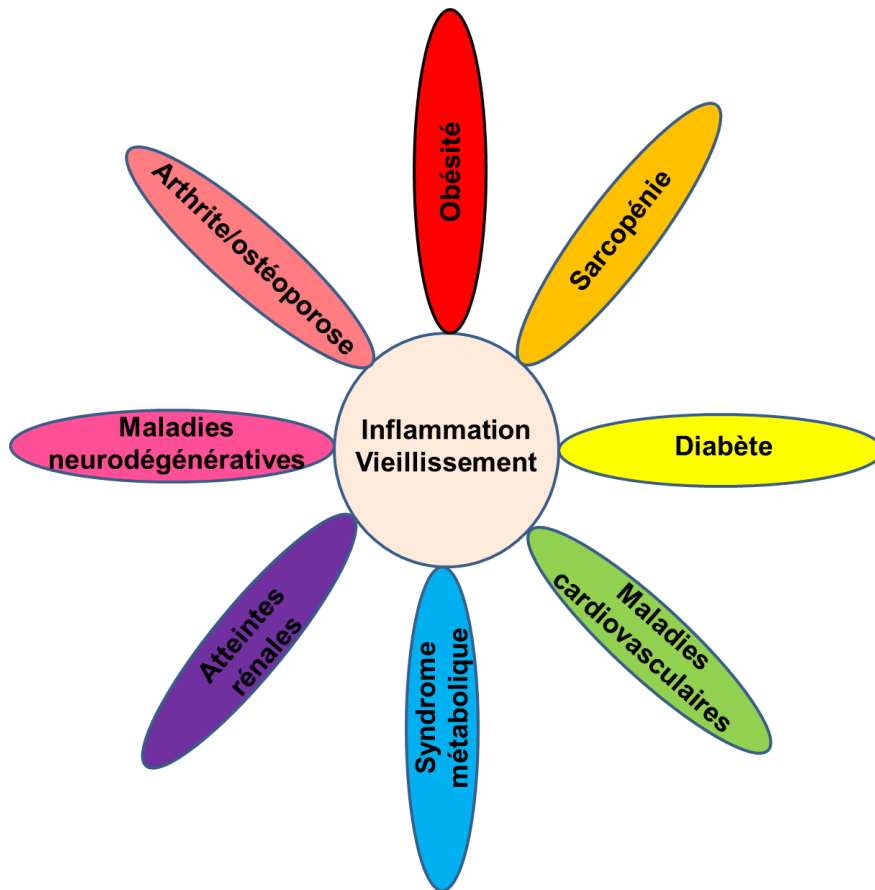 Obésité
Sarcopénie
Diabète
Maladies
cardiovasculaires
Syndrome
métabolique
Atteintes
rénales
Maladies
neurodégénératives
Arthrite/ostéoporose
Inflammation
Vieillissement